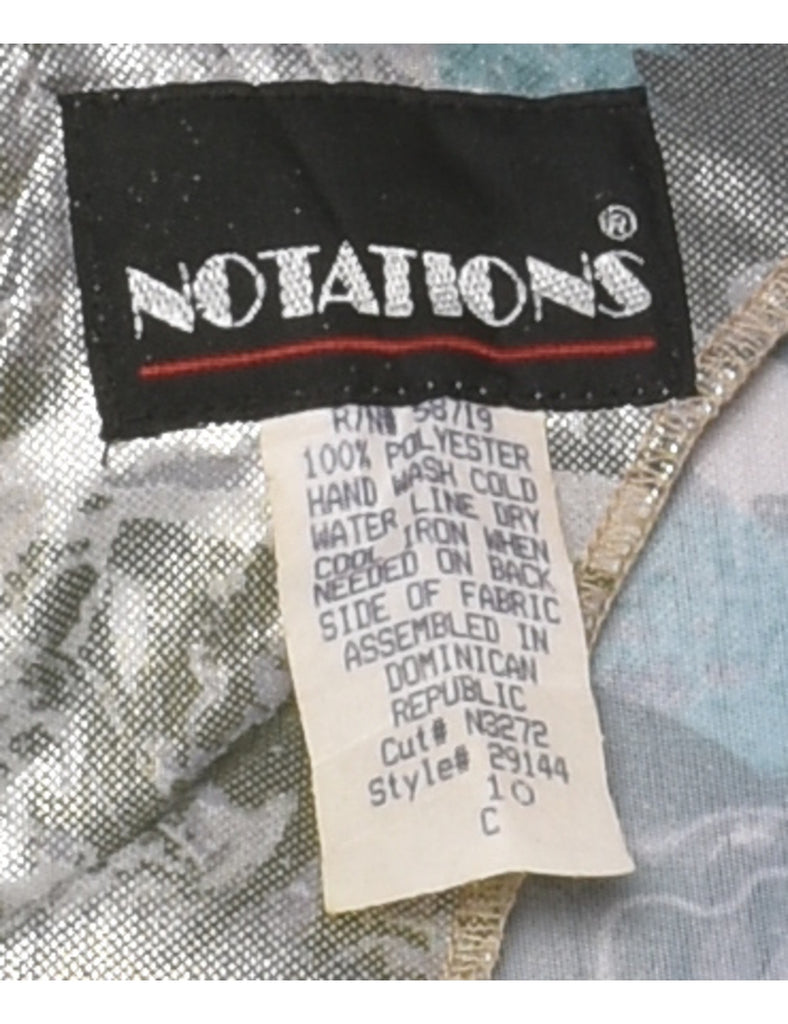 NOTATIONS®
R/N# 58719
100% POLYESTER
HAND WASH COLD
WATER LINE DRY
COOL IRON WHEN
NEEDED ON BACK
SIDE OF FABRIC
ASSEMBLED IN
DOMINICAN
REPUBLIC
Cut# N3272
Style# 29144
10
C